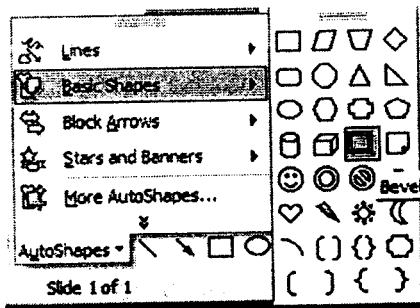 Lines
Basic Shapes
Block Arrows
Stars and Banners
More AutoShapes...
Bevel
AutoShapes
Slide 1 of 1